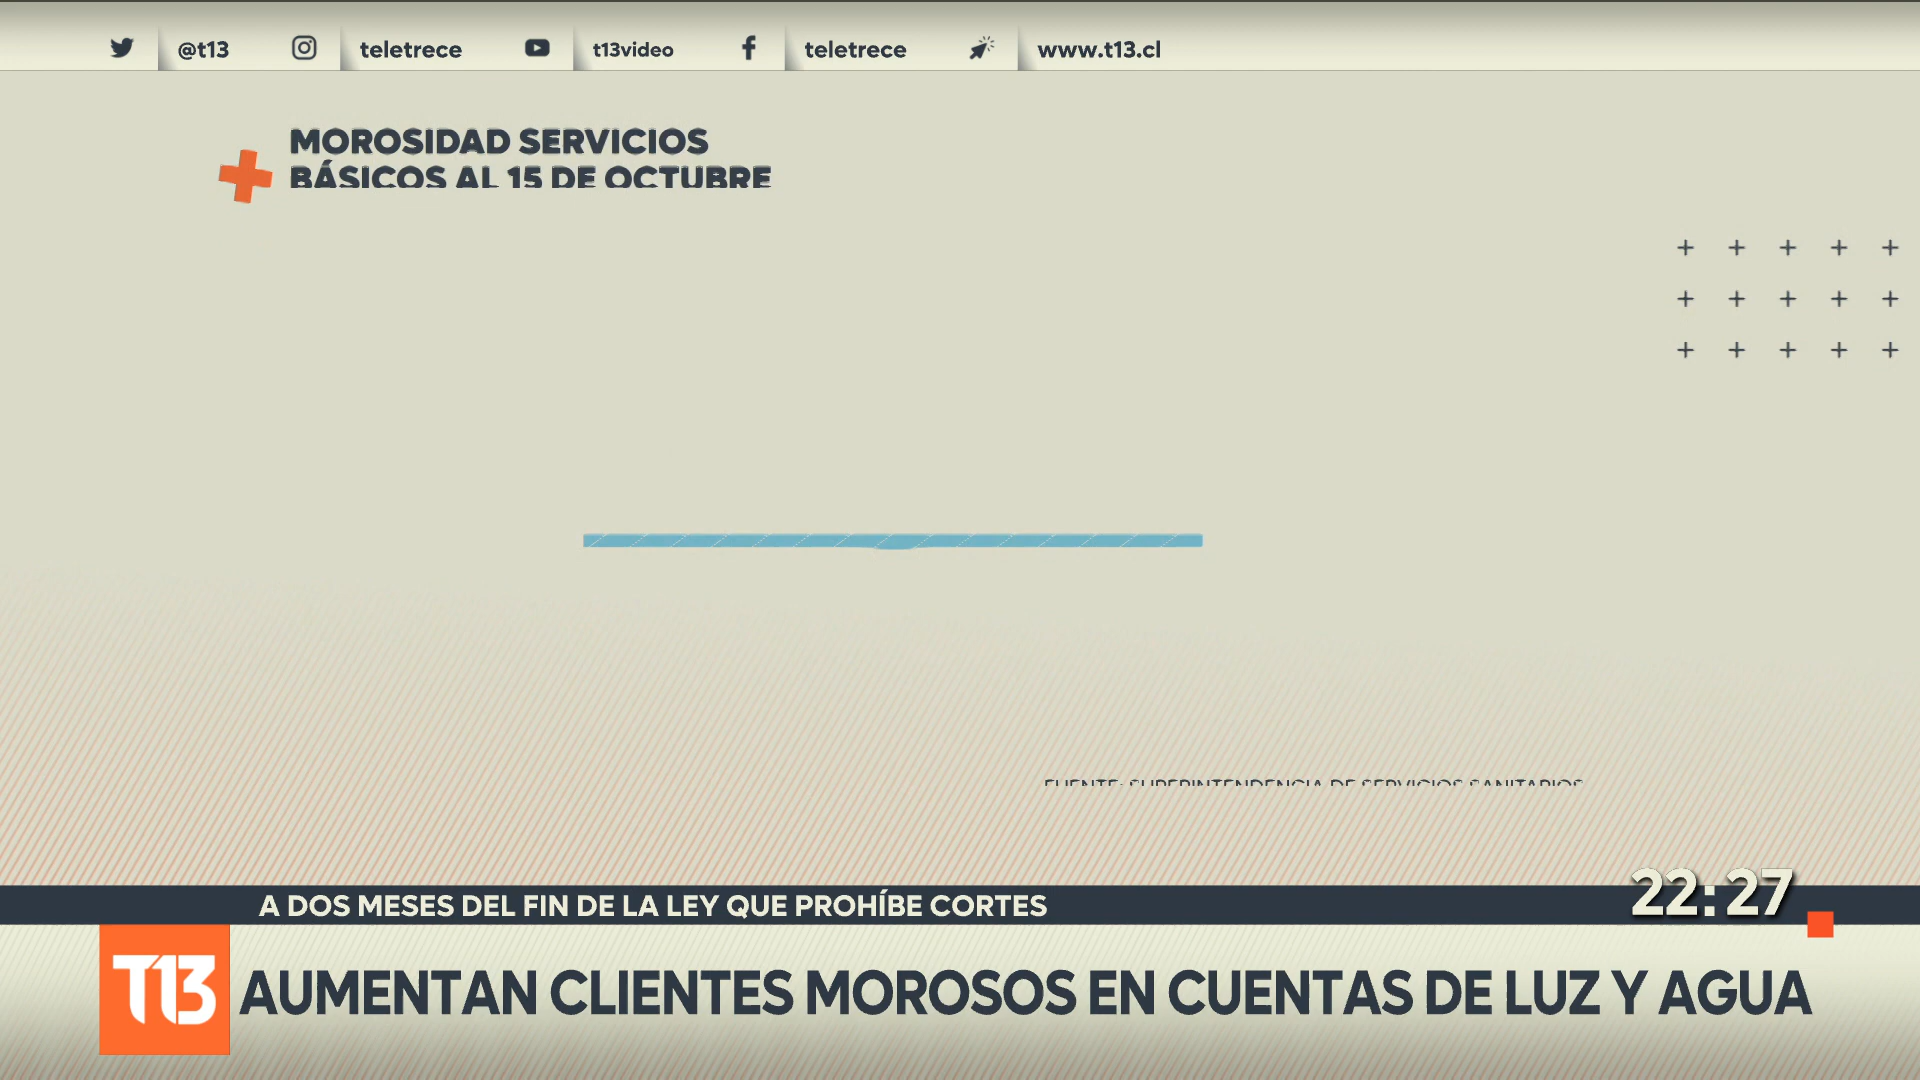 @t13
teletrece
t13video
teletrece
www.t13.cl
MOROSIDAD SERVICIOS
BÁSICOS AL 15 DE OCTUBRE
FUENTE: SUPERINTENDENCIA DE SERVICIOS SANITARIOS
22:27
A DOS MESES DEL FIN DE LA LEY QUE PROHÍBE CORTES
T13
AUMENTAN CLIENTES MOROSOS EN CUENTAS DE LUZ Y AGUA